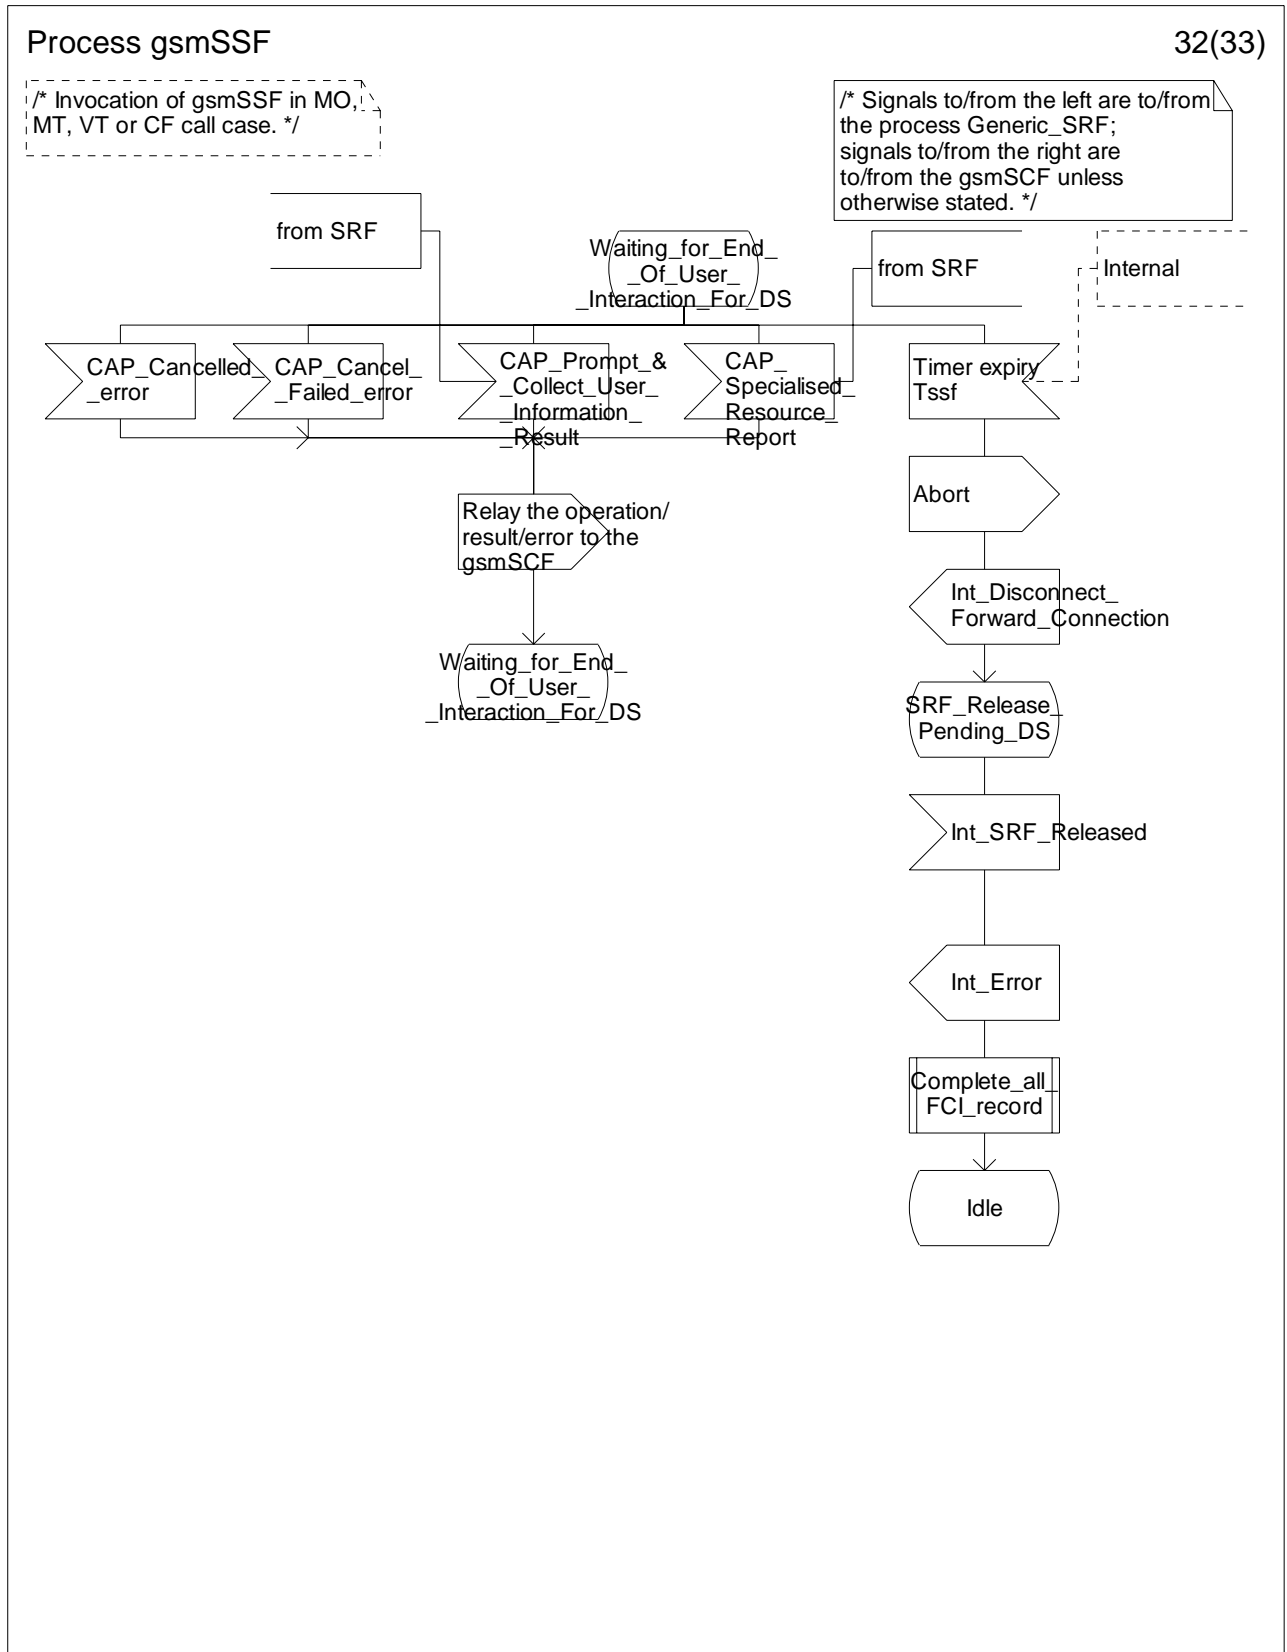 Process gsmSSF
32(33)
/* Invocation of gsmSSF in MO,
MT, VT or CF call case. */
/* Signals to/from the left are to/from
the process Generic_SRF;
signals to/from the right are
to/from the gsmSCF unless
otherwise stated. */
from SRF
Waiting_for_End_
_Of_User_
_Interaction_For_DS
from SRF
Internal
CAP_Cancelled_
_error
CAP_Cancel_
_Failed_error
CAP_Prompt_&
_Collect_User_
_Information_
_Result
CAP_
Specialised_
Resource_
Report
Timer expiry
Tssf
Relay the operation/
result/error to the
gsmSCF
Abort
Int_Disconnect_
Forward_Connection
Waiting_for_End_
_Of_User_
_Interaction_For_DS
SRF_Release_
Pending_DS
Int_SRF_Released
Int_Error
Complete_all_
FCI_record
Idle